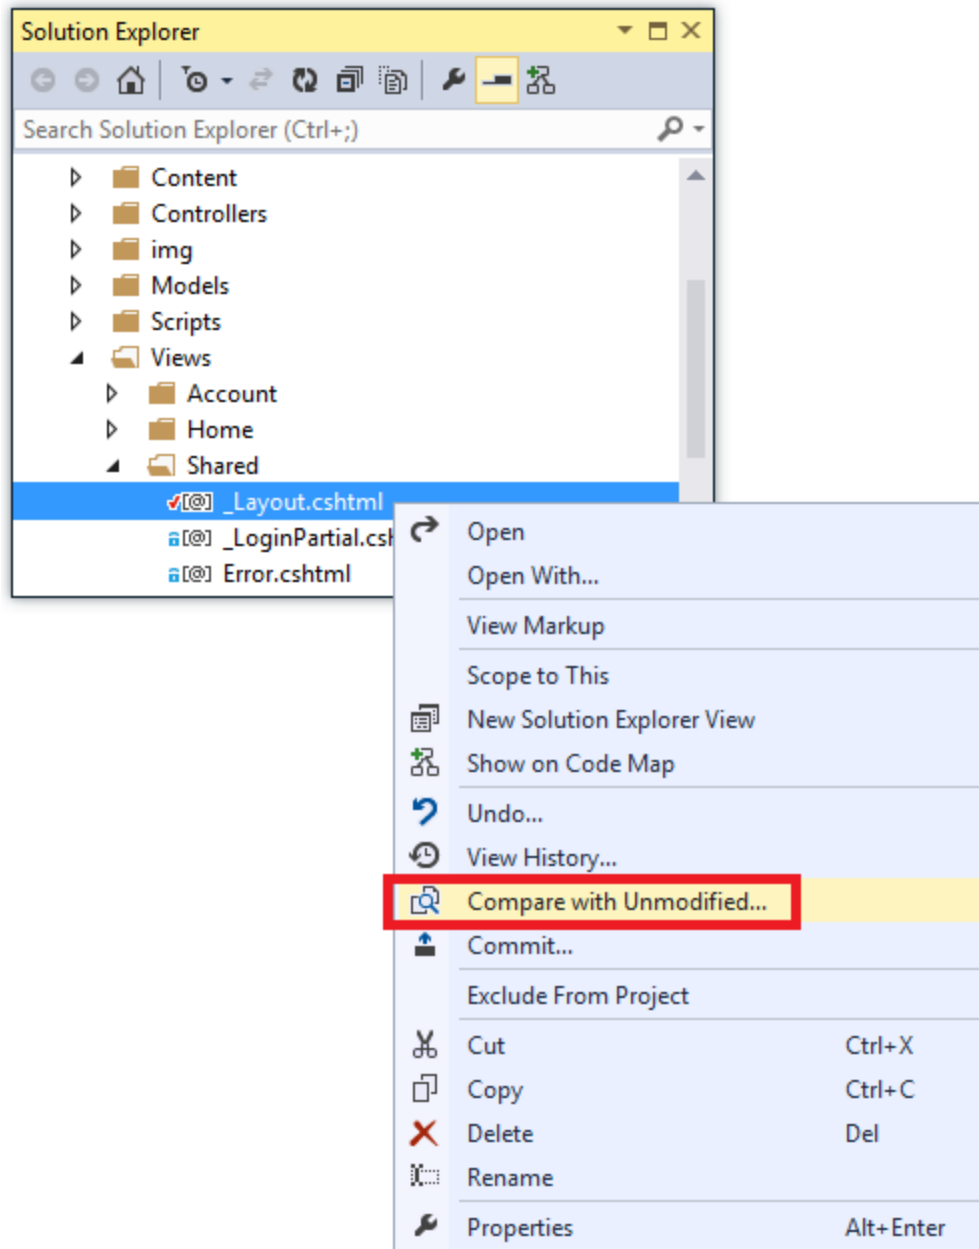 Solution Explorer
Search Solution Explorer (Ctrl+;)
Content
Controllers
img
Models
Scripts
Views
Account
Home
Shared
[@] _Layout.cshtml
[@] _LoginPartial.csh
[@] Error.cshtml
Open
Open With...
View Markup
Scope to This
New Solution Explorer View
Show on Code Map
Undo...
View History...
Compare with Unmodified...
Commit...
Exclude From Project
Cut Ctrl+X
Copy Ctrl+C
Delete Del
Rename
Properties Alt+Enter